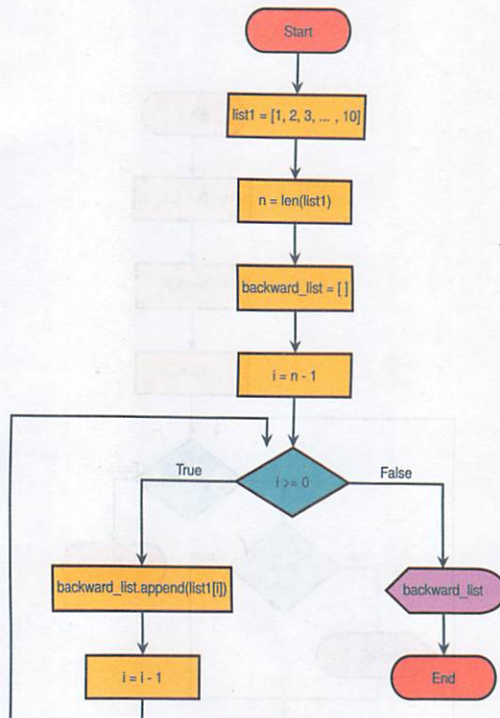 Start
list1 = [1, 2, 3, ... , 10]
n = len(list1)
backward_list = [ ]
i = n - 1
i >= 0
True
False
backward_list.append(list1[i])
backward_list
i = i - 1
End